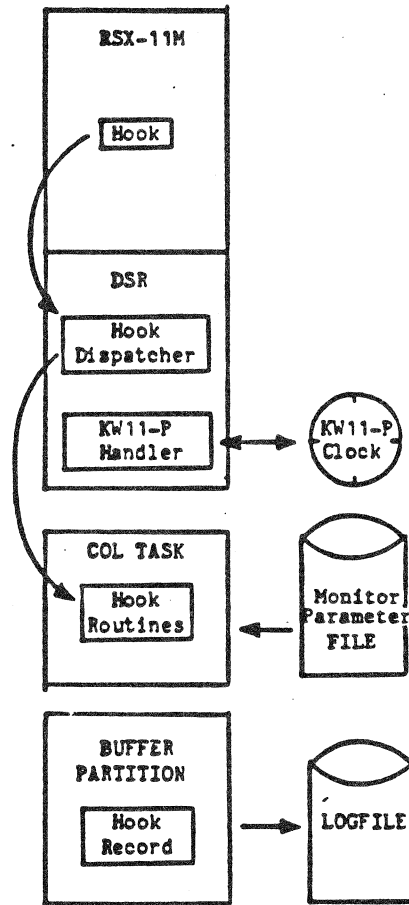 RSX-11M
Hook
DSR
Hook
Dispatcher
KW11-P
Handler
KW11-P
Clock
COL TASK
Hook
Routines
Monitor
Parameter
FILE
BUFFER
PARTITION
Hook
Record
LOGFILE